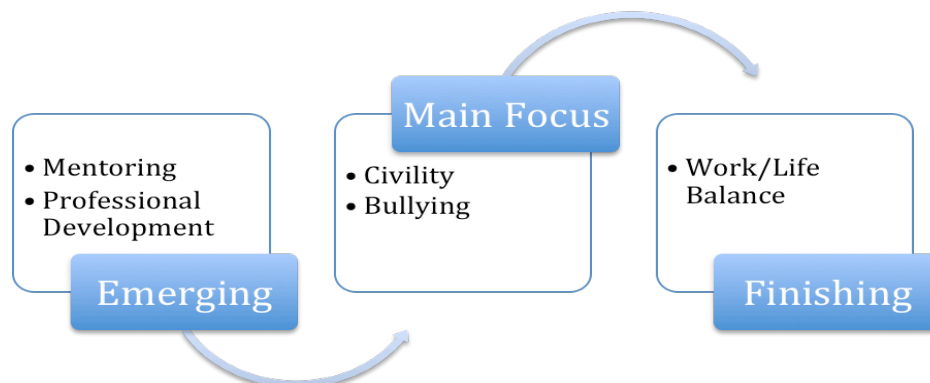 • Mentoring
• Professional
Development
Emerging
Main Focus
• Civility
• Bullying
• Work/Life
Balance
Finishing